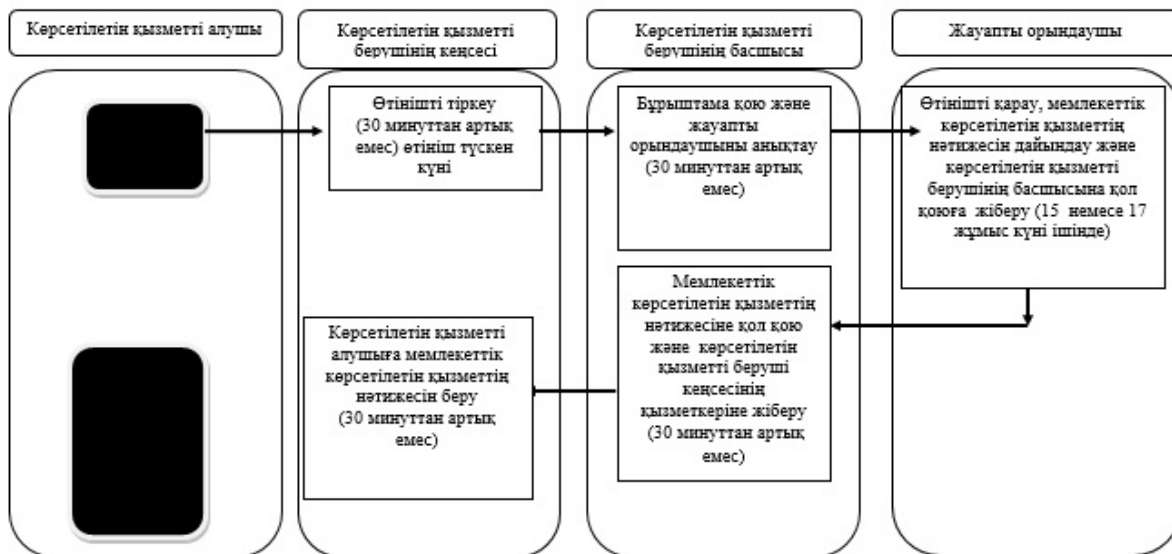 Көрсетілетін қызметті алушы
Көрсетілетін қызметті
берушінің кеңсесі
Көрсетілетін қызметті
берушінің басшысы
Жауапты орындаушы
Өтінішті тіркеу
(30 минуттан артық
емес) өтініш түскен
күні
Бұрыштама қою және
жауапты
орындаушыны анықтау
(30 минуттан артық
емес)
Өтінішті қарау, мемлекеттік
көрсетілетін қызметтің
нәтижесін дайындау және
көрсетілетін қызметті
берушінің басшысына қол
қоюға жіберу (15 немесе 17
жұмыс күні ішінде)
Мемлекеттік
көрсетілетін қызметтің
нәтижесіне қол қою
және көрсетілетін
қызметті беруші
кеңсесінің
қызметкеріне жіберу
(30 минуттан артық
емес)
Көрсетілетін қызметті
алушыға мемлекеттік
көрсетілетін қызметтің
нәтижесін беру
(30 минуттан артық
емес)